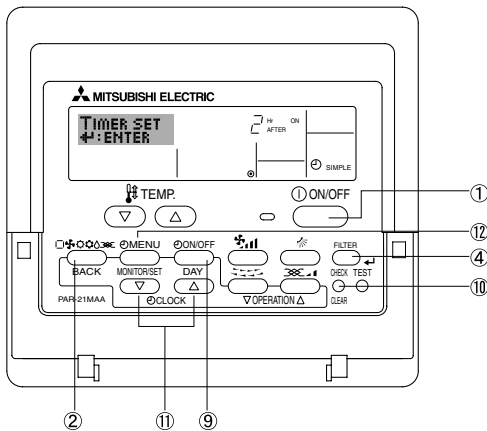 MITSUBISHI ELECTRIC
TIMER SET
↵:ENTER
2 Hr ON
AFTER
SIMPLE
TEMP.
ON/OFF
①
⑫
MENU
ON/OFF
FILTER
④
BACK
MONITOR/SET
DAY
CHECK TEST
⑩
PAR-21MAA
CLOCK
▽OPERATION△
CLEAR
②
⑪
⑨